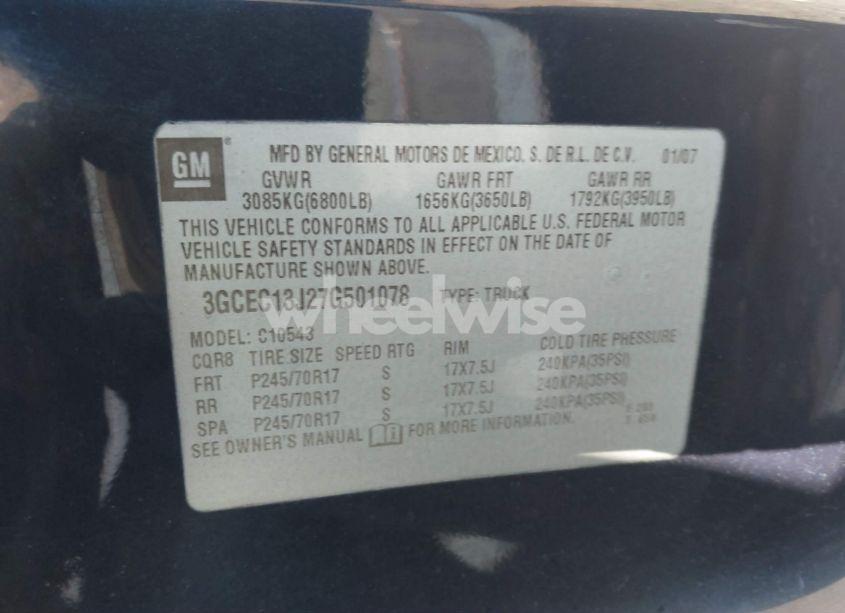 GM
MFD BY GENERAL MOTORS DE MEXICO, S. DE R.L. DE C.V. 01/07
GVWR GAWR FRT GAWR RR
3085KG(6800LB) 1656KG(3650LB) 1792KG(3950LB)
THIS VEHICLE CONFORMS TO ALL APPLICABLE U.S. FEDERAL MOTOR
VEHICLE SAFETY STANDARDS IN EFFECT ON THE DATE OF
MANUFACTURE SHOWN ABOVE.
3GCEC13J27G501078 TYPE: TRUCK
wheelwise
MODEL: C10543
CQR8 TIRE SIZE SPEED RTG RIM COLD TIRE PRESSURE
FRT P245/70R17 S 17X7.5J 240KPA(35PSI)
RR P245/70R17 S 17X7.5J 240KPA(35PSI)
SPA P245/70R17 S 17X7.5J 240KPA(35PSI)
SEE OWNER'S MANUAL FOR MORE INFORMATION.